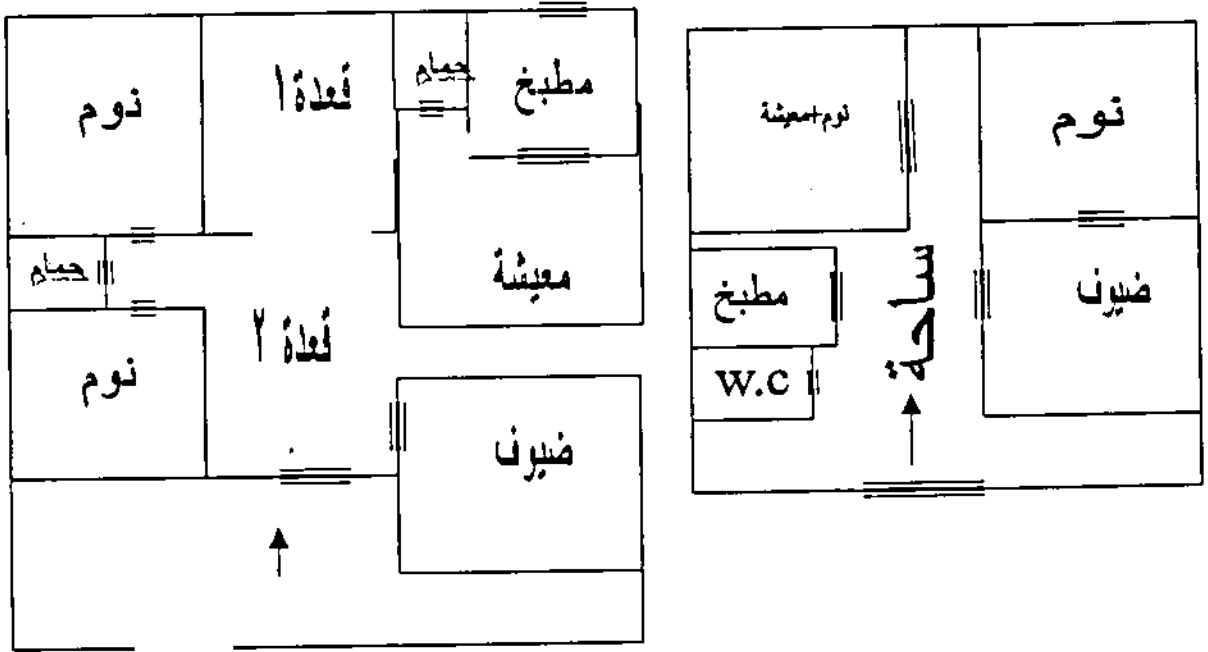 نوم
قعدة ١
حمام
مطبخ
حمام
معيشة
قعدة ٢
نوم
ضيوف
نوم+معيشة
نوم
مطبخ
ساحة
ضيوف
w.c